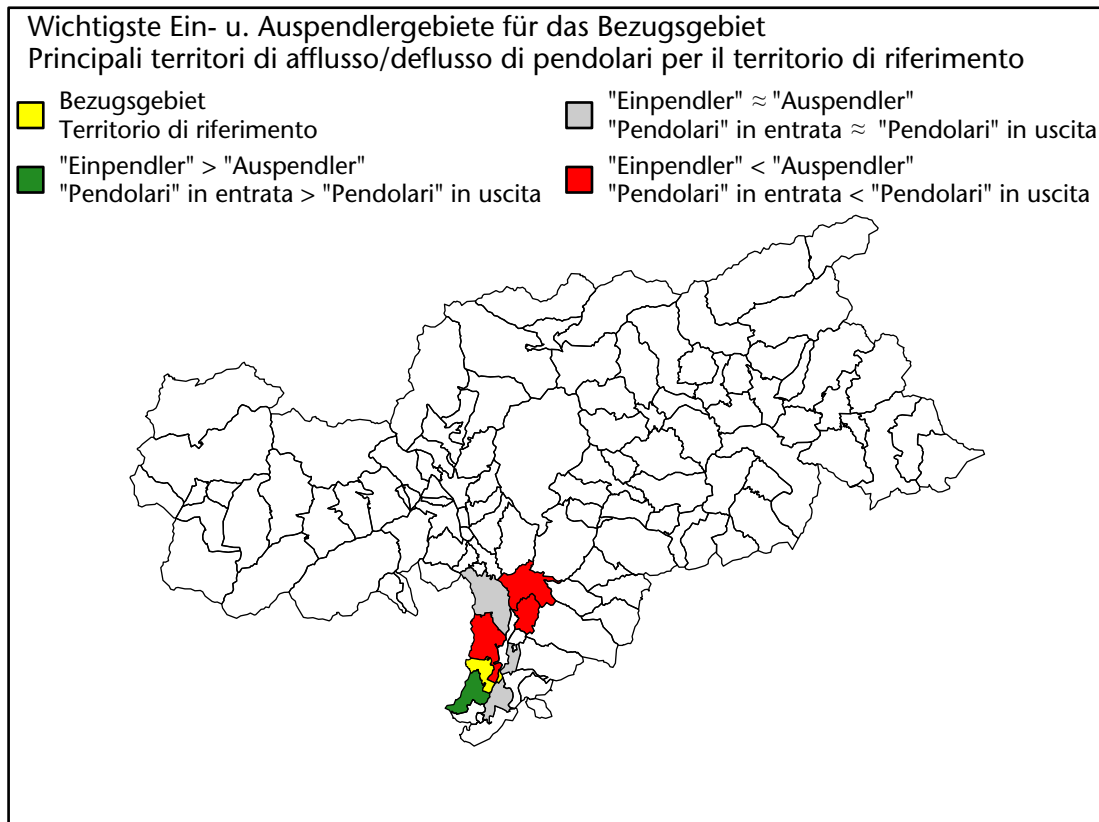 Wichtigste Ein- u. Auspendlergebiete für das Bezugsgebiet
Principali territori di afflusso/deflusso di pendolari per il territorio di riferimento
Bezugsgebiet
Territorio di riferimento
"Einpendler" > "Auspendler"
"Pendolari" in entrata > "Pendolari" in uscita
"Einpendler" ≈ "Auspendler"
"Pendolari" in entrata ≈ "Pendolari" in uscita
"Einpendler" < "Auspendler"
"Pendolari" in entrata < "Pendolari" in uscita